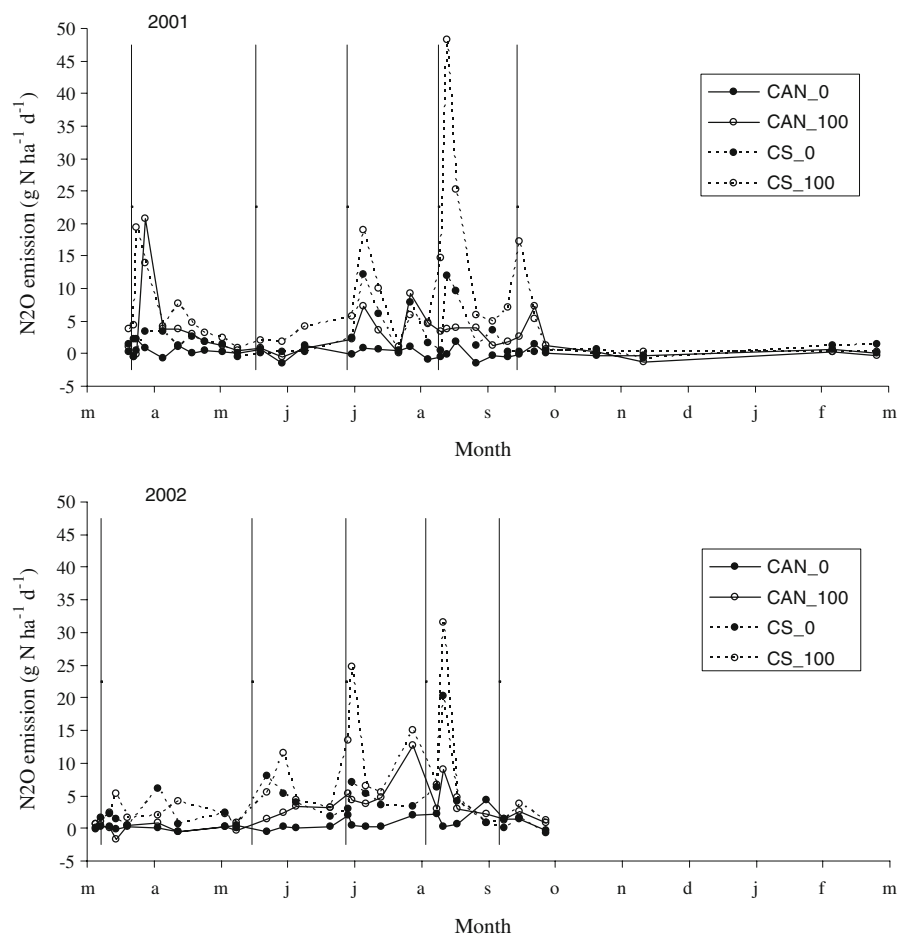 2001
50
45
40
35
30
25
20
15
10
5
0
-5
N2O emission (g N ha⁻¹ d⁻¹)
CAN_0
CAN_100
CS_0
CS_100
m a m j j a s o n d j f m
Month
2002
50
45
40
35
30
25
20
15
10
5
0
-5
N2O emission (g N ha⁻¹ d⁻¹)
CAN_0
CAN_100
CS_0
CS_100
m a m j j a s o n d j f m
Month